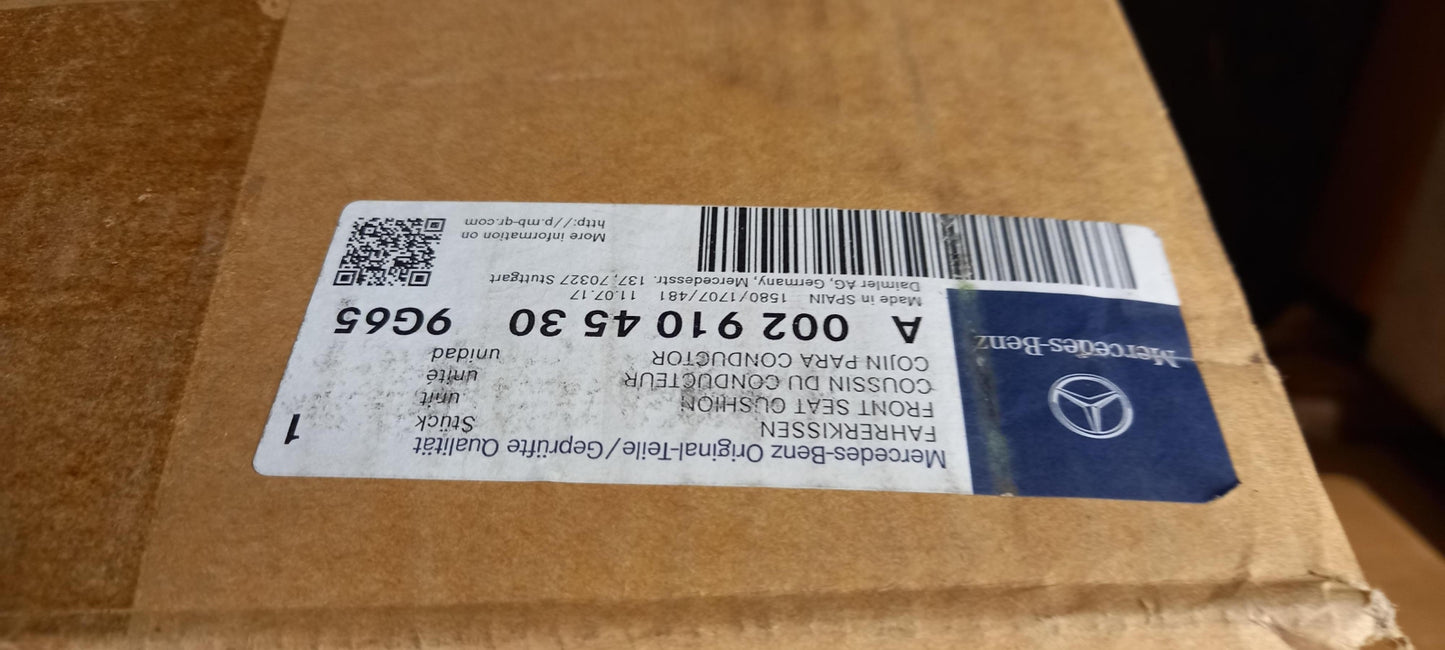 Mercedes-Benz
Mercedes-Benz Original-Teile/Geprüfte Qualität
FAHRERKISSEN Stück 1
FRONT SEAT CUSHION unit
COUSSIN DU CONDUCTEUR unité
COJIN PARA CONDUCTOR unidad
A 002 910 45 30 9G65
Made in SPAIN 1580/1707/481 11.07.17
Daimler AG, Germany, Mercedesstr. 137, 70327 Stuttgart
More information on
http://p.mb-qr.com